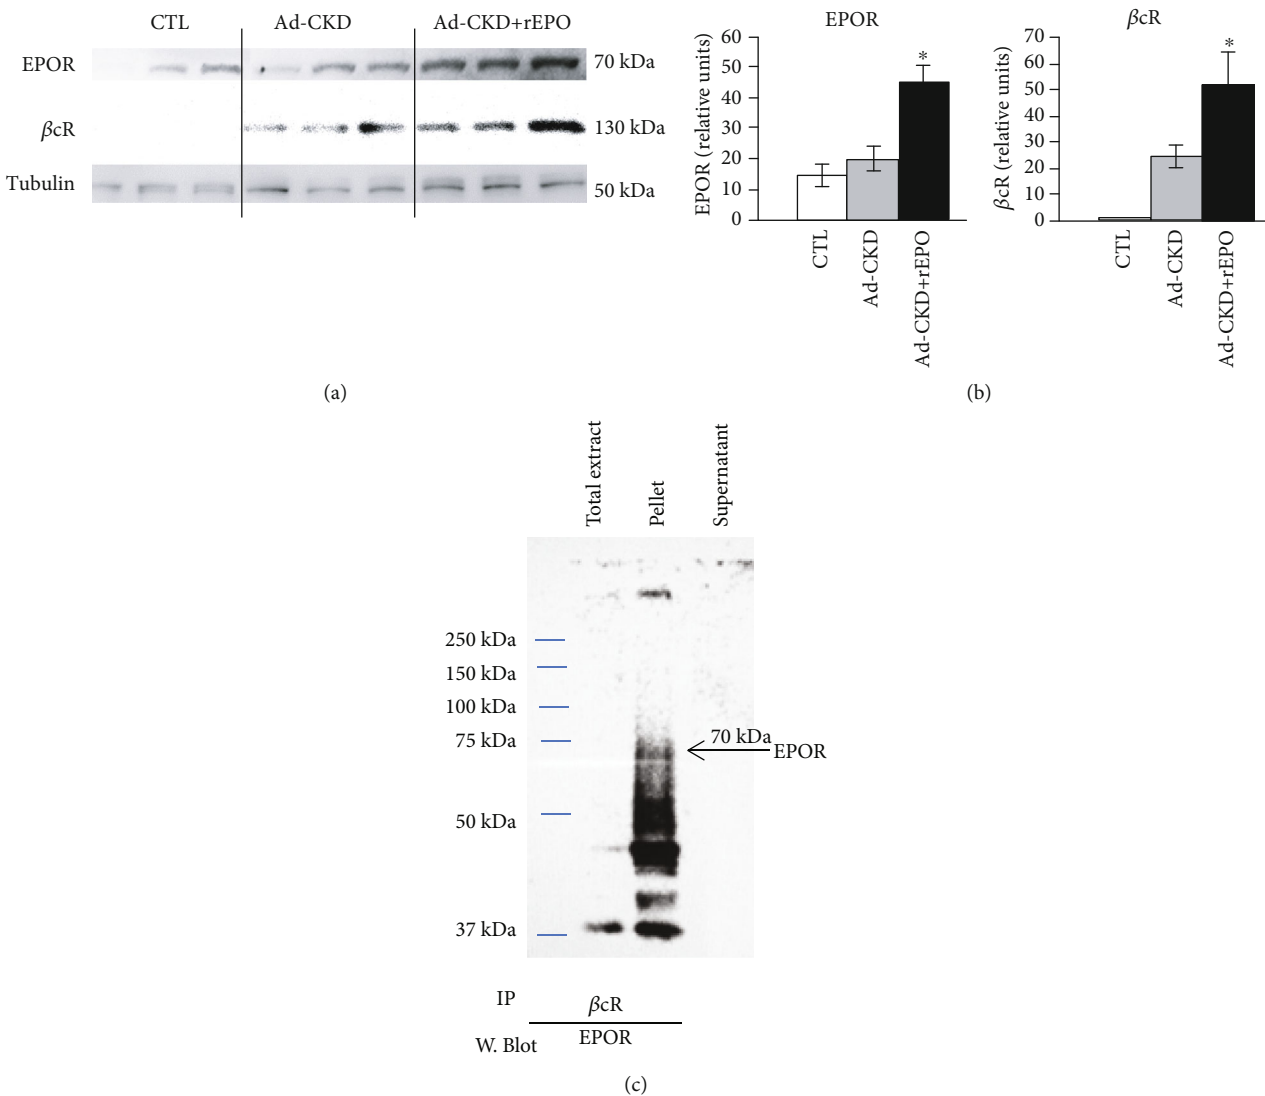 CTL Ad-CKD Ad-CKD+rEPO
EPOR 70 kDa
βcR 130 kDa
Tubulin 50 kDa
(a)
EPOR
EPOR (relative units)
60
50
40
30
20
10
0
*
CTL
Ad-CKD
Ad-CKD+rEPO
βcR
βcR (relative units)
70
60
50
40
30
20
10
0
*
CTL
Ad-CKD
Ad-CKD+rEPO
(b)
Total extract
Pellet
Supernatant
250 kDa
150 kDa
100 kDa
75 kDa
50 kDa
37 kDa
70 kDa
EPOR
IP βcR
W. Blot EPOR
(c)